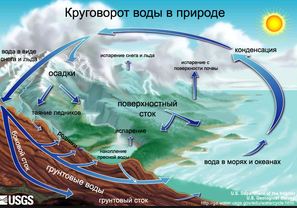 Круговорот воды в природе
вода в виде
снега и льда
испарение снега и льда
конденсация
осадки
испарение с
поверхности почвы
таяние ледников
поверхностный
сток
испарение
накопление
пресной воды
вода в морях и океанах
грунтовые воды
грунтовый сток
USGS
U.S. Department of the Interior
U.S. Geological Survey